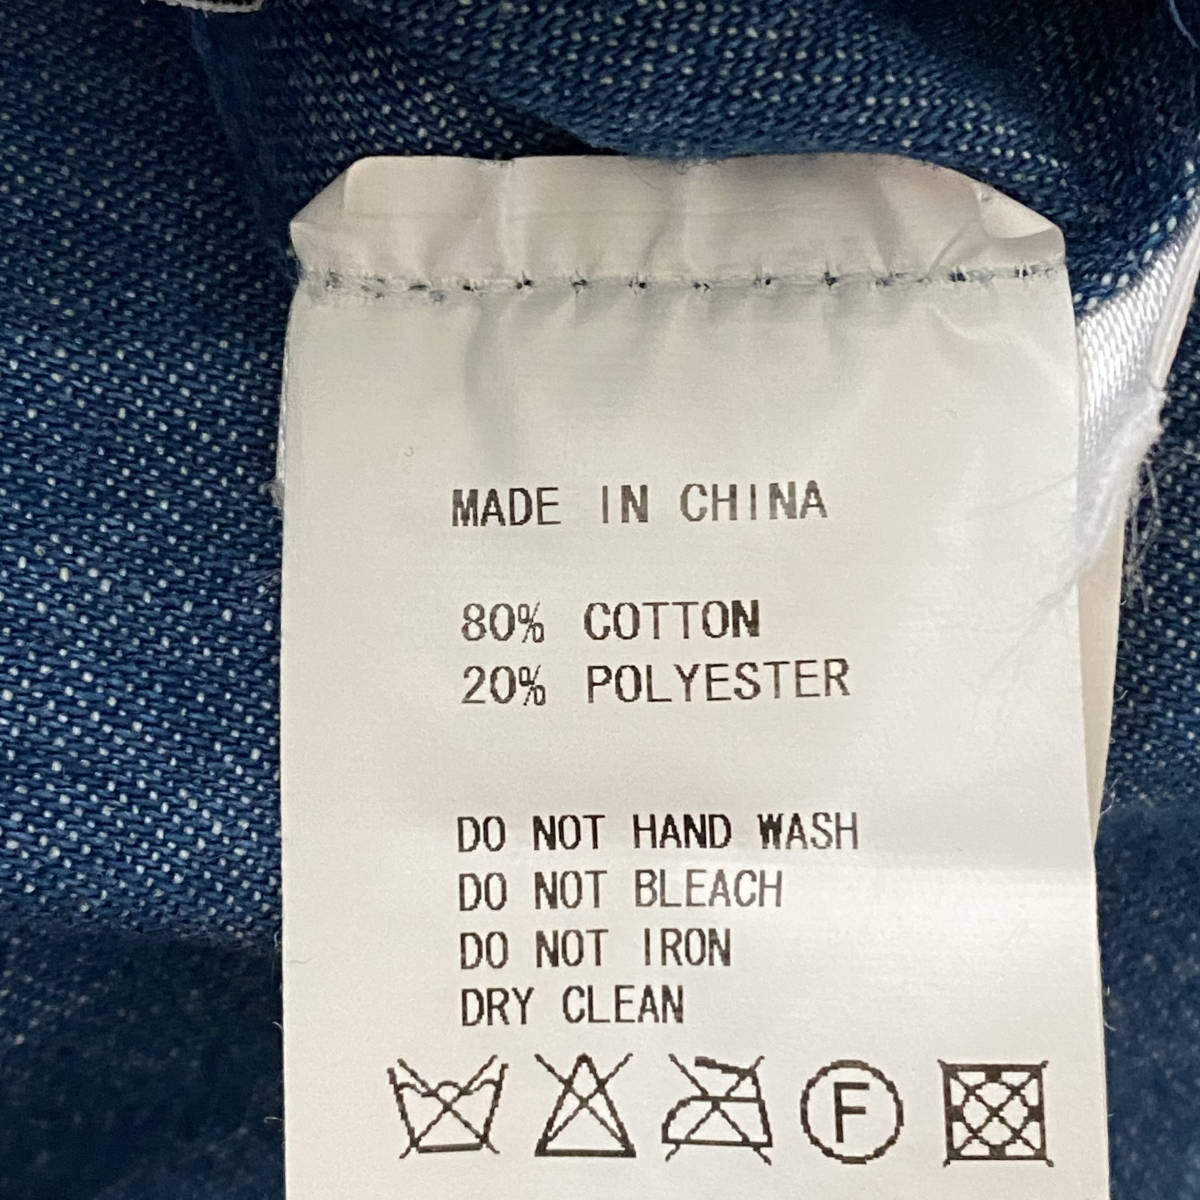 MADE IN CHINA
80% COTTON
20% POLYESTER
DO NOT HAND WASH
DO NOT BLEACH
DO NOT IRON
DRY CLEAN
F